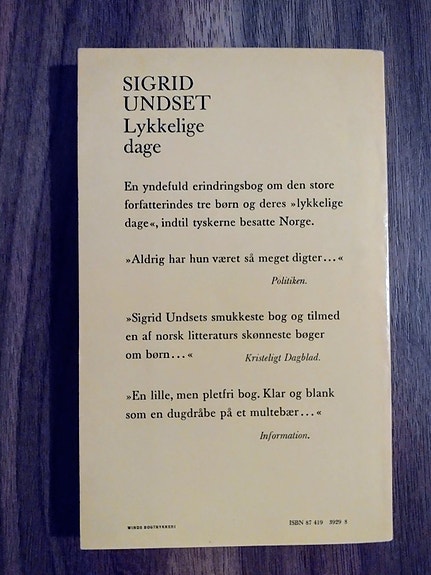 SIGRID
UNDSET
Lykkelige
dage
En yndefuld erindringsbog om den store
forfatterindes tre børn og deres »lykkelige
dage«, indtil tyskerne besatte Norge.
»Aldrig har hun været så meget digter...«
Politiken.
»Sigrid Undsets smukkeste bog og tilmed
en af norsk litteraturs skønneste bøger
om børn...«
Kristeligt Dagblad.
»En lille, men pletfri bog. Klar og blank
som en dugdråbe på et multebær...«
Information.
WINDS BOGTRYKKERI
ISBN 87 419 3929 8